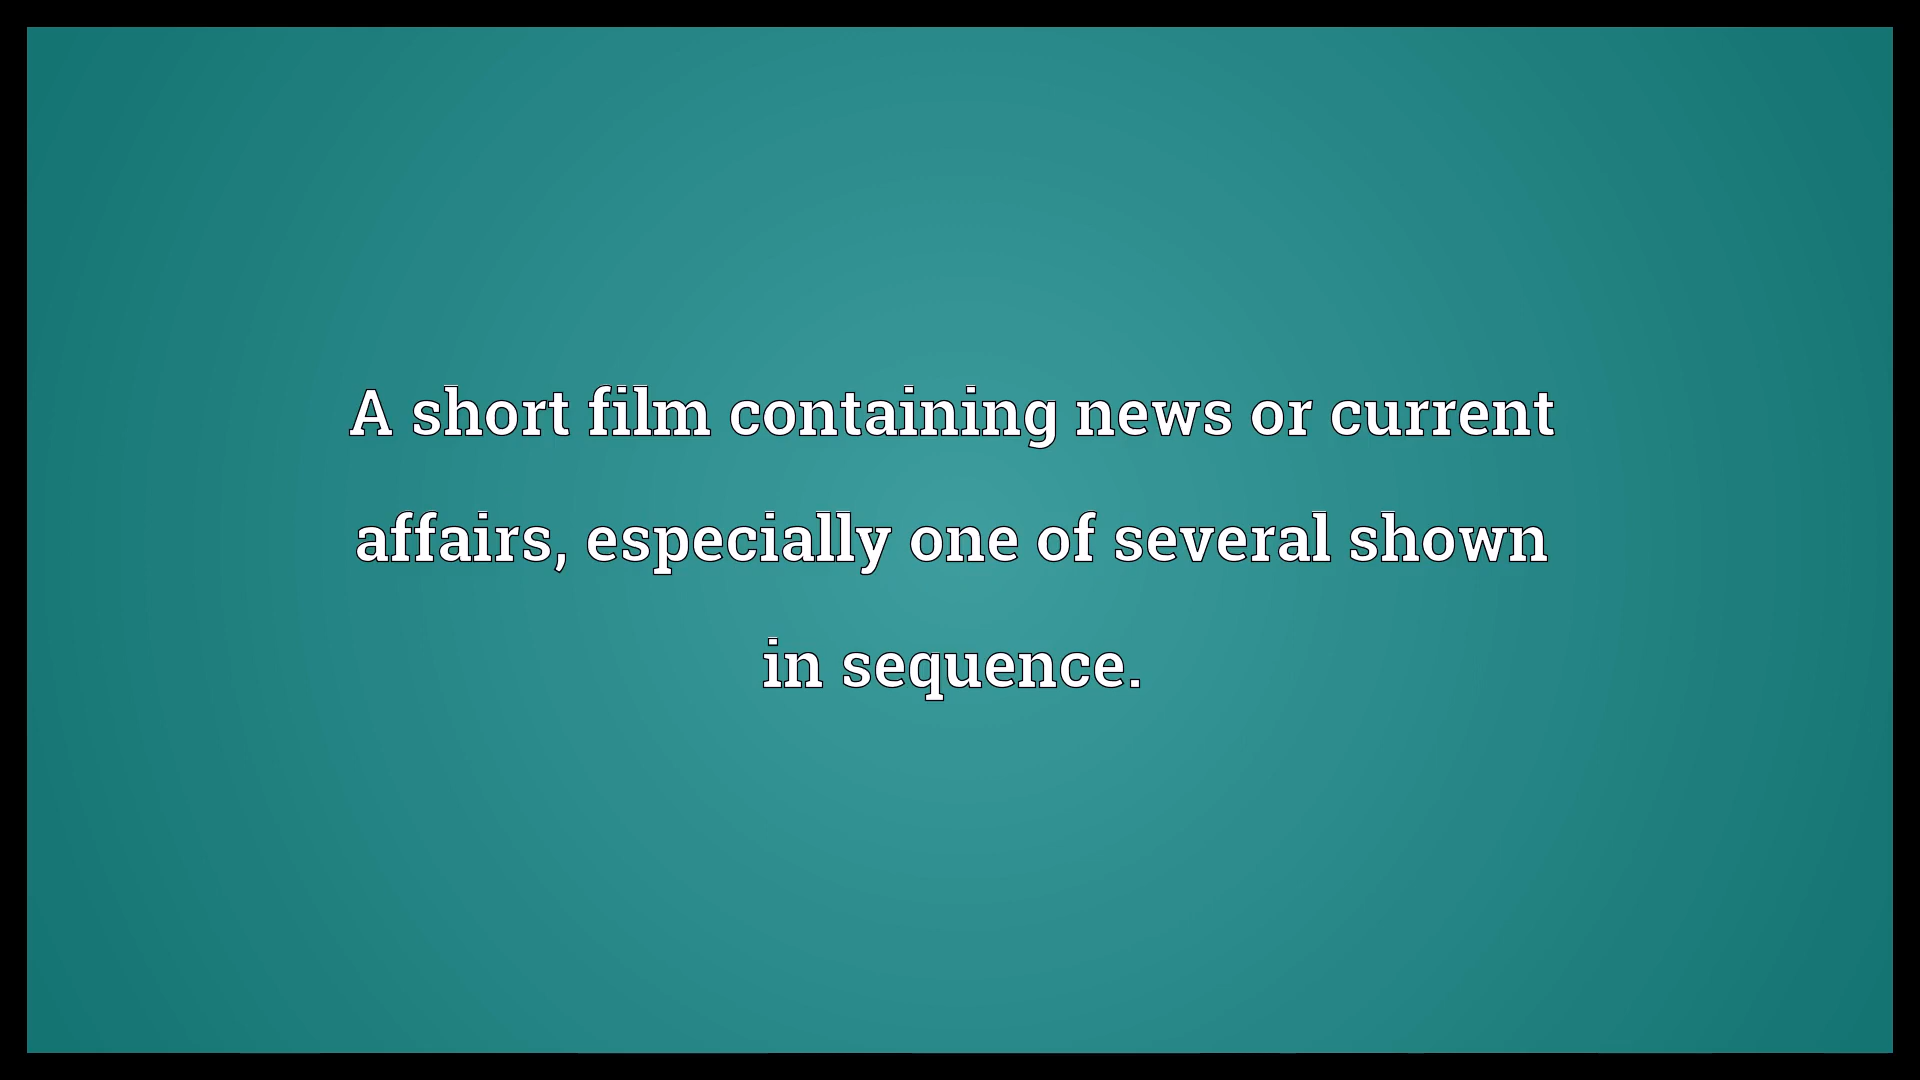 A short film containing news or current
affairs, especially one of several shown
in sequence.